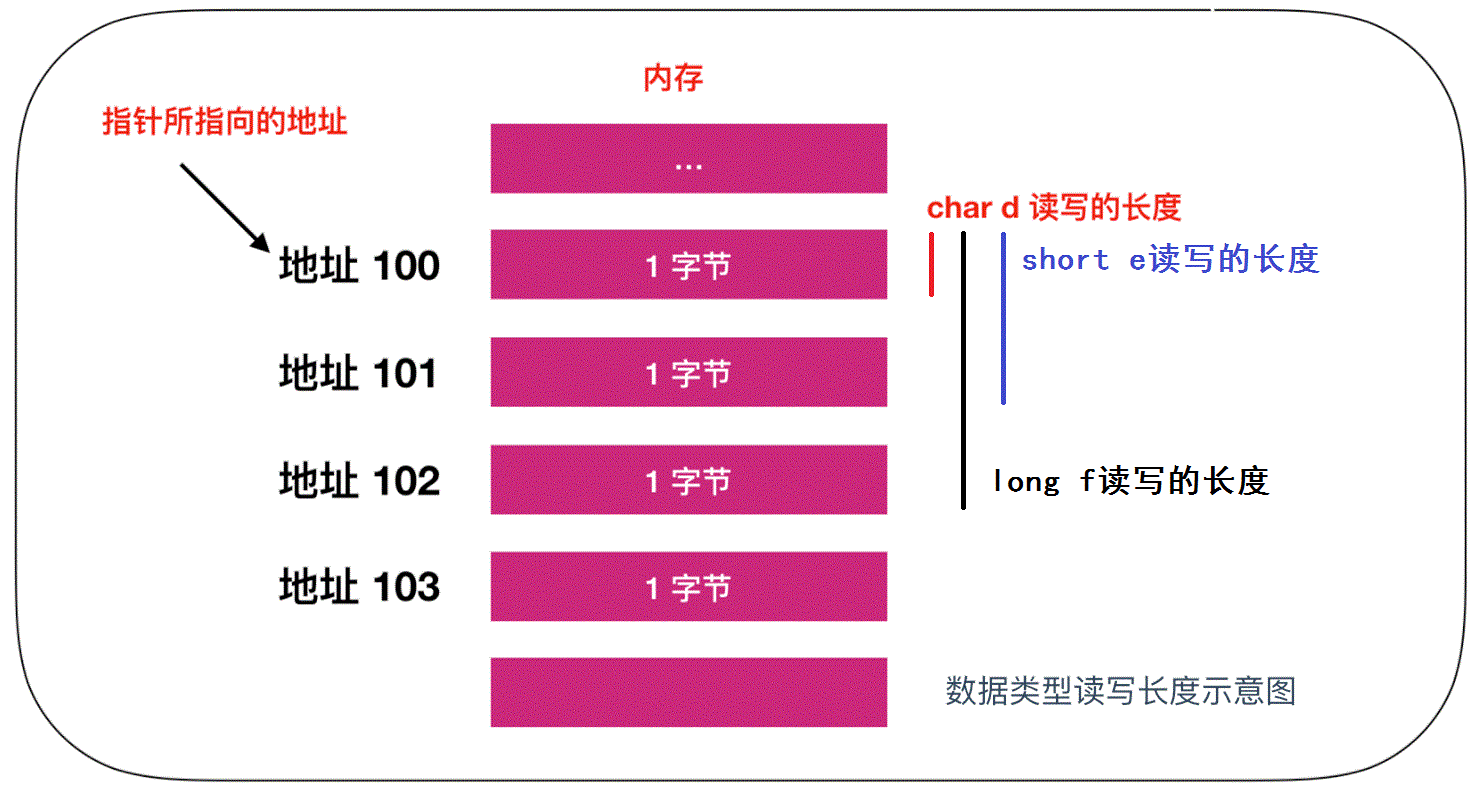 内存
指针所指向的地址
...
char d 读写的长度
地址 100
1 字节
short e读写的长度
地址 101
1 字节
地址 102
1 字节
long f读写的长度
地址 103
1 字节
数据类型读写长度示意图